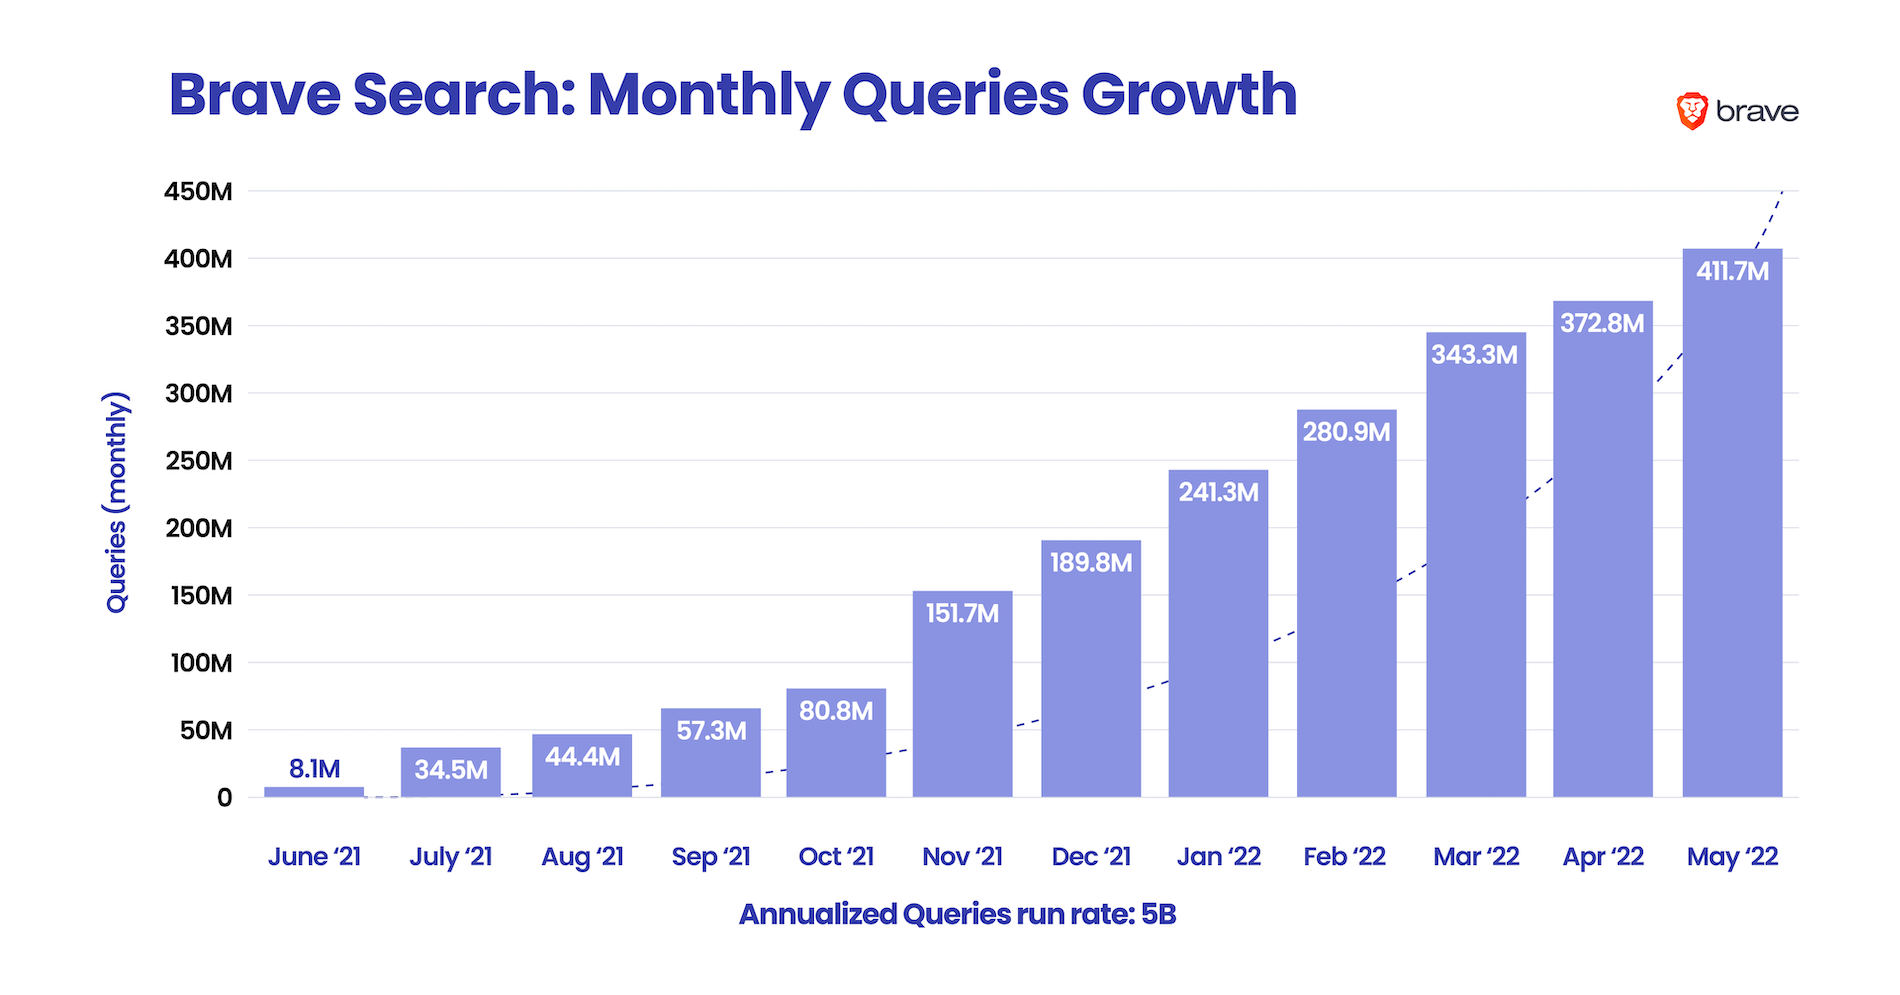 Brave Search: Monthly Queries Growth
brave
Queries (monthly)
450M
400M
350M
300M
250M
200M
150M
100M
50M
0
8.1M
34.5M
44.4M
57.3M
80.8M
151.7M
189.8M
241.3M
280.9M
343.3M
372.8M
411.7M
June ‘21
July ‘21
Aug ‘21
Sep ‘21
Oct ‘21
Nov ‘21
Dec ‘21
Jan ‘22
Feb ‘22
Mar ‘22
Apr ‘22
May ‘22
Annualized Queries run rate: 5B